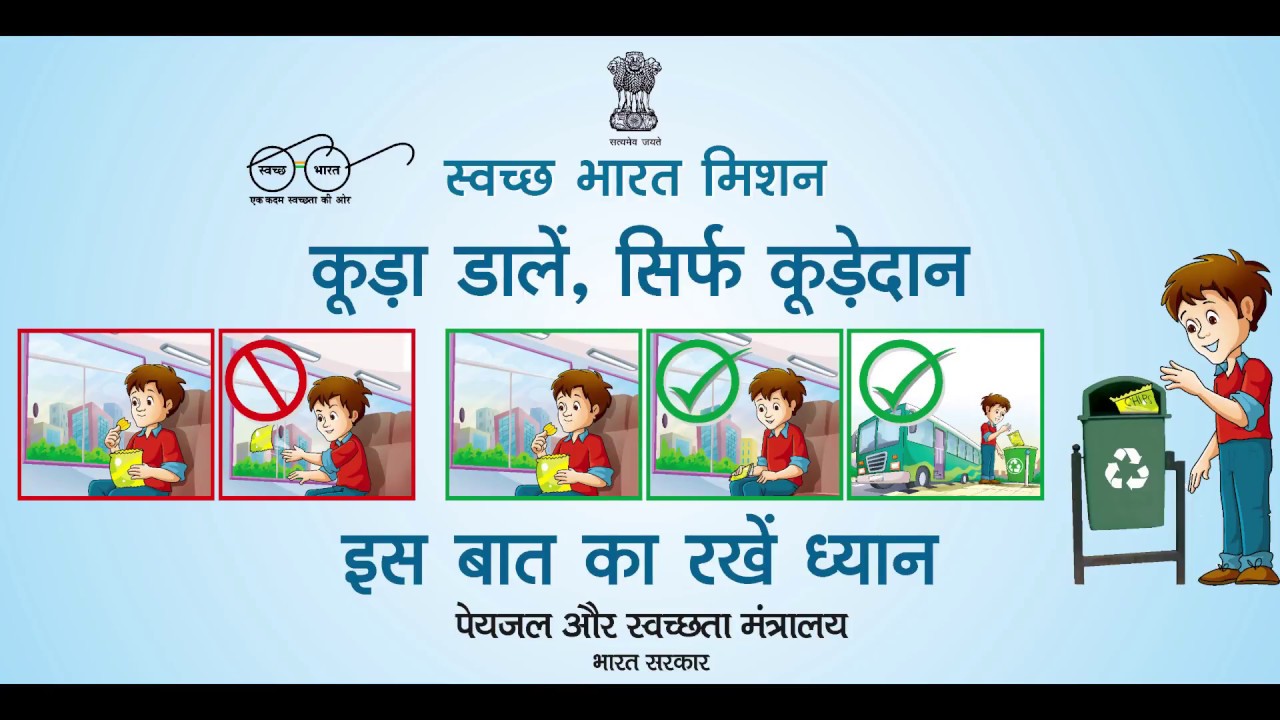 सत्यमेव जयते
स्वच्छ भारत
एक कदम स्वच्छता की ओर
स्वच्छ भारत मिशन
कूड़ा डालें, सिर्फ कूड़ेदान
CHIPS
इस बात का रखें ध्यान
पेयजल और स्वच्छता मंत्रालय
भारत सरकार